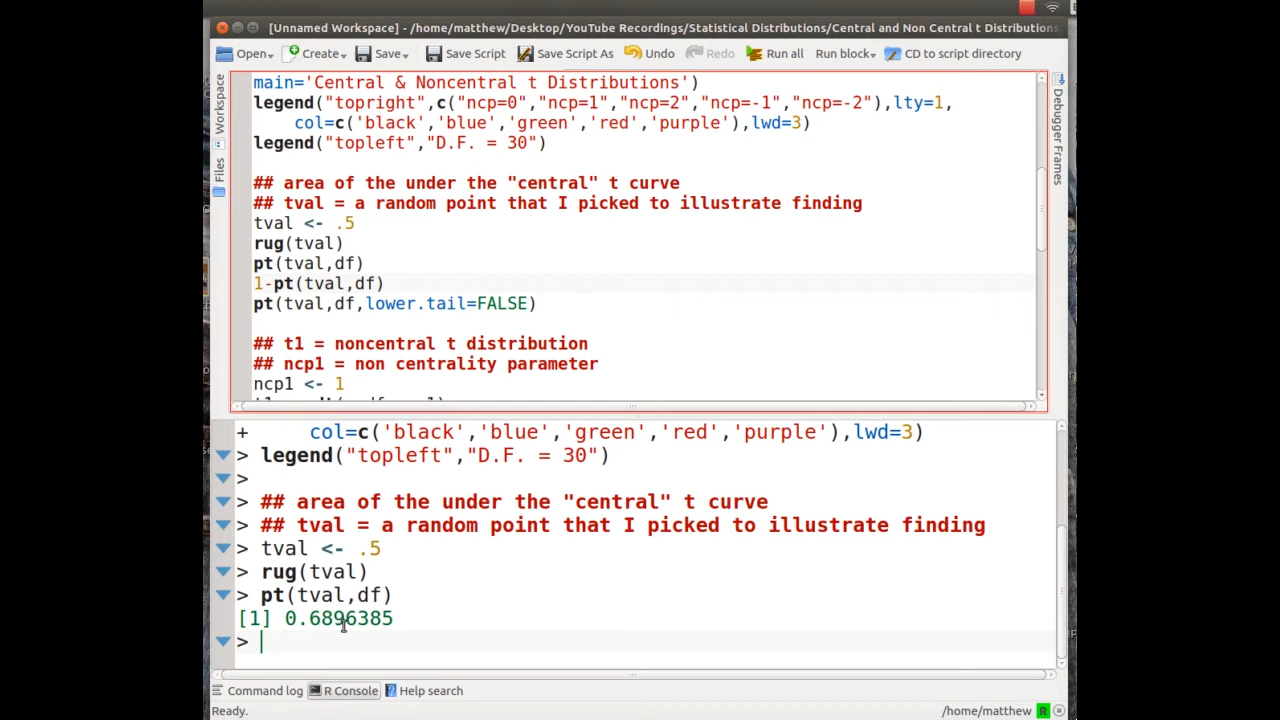 [Unnamed Workspace] - /home/matthew/Desktop/YouTube Recordings/Statistical Distributions/Central and Non Central t Distributions
Open Create Save Save Script Save Script As Undo Redo Run all Run block CD to script directory
Workspace
Files
Debugger Frames
main='Central & Noncentral t Distributions')
legend("topright",c("ncp=0","ncp=1","ncp=2","ncp=-1","ncp=-2"),lty=1,
col=c('black','blue','green','red','purple'),lwd=3)
legend("topleft","D.F. = 30")
## area of the under the "central" t curve
## tval = a random point that I picked to illustrate finding
tval <- .5
rug(tval)
pt(tval,df)
1-pt(tval,df)
pt(tval,df,lower.tail=FALSE)
## t1 = noncentral t distribution
## ncp1 = non centrality parameter
ncp1 <- 1
+ col=c('black','blue','green','red','purple'),lwd=3)
> legend("topleft","D.F. = 30")
>
> ## area of the under the "central" t curve
> ## tval = a random point that I picked to illustrate finding
> tval <- .5
> rug(tval)
> pt(tval,df)
[1] 0.6896385
>
Command log R Console Help search
Ready. /home/matthew R